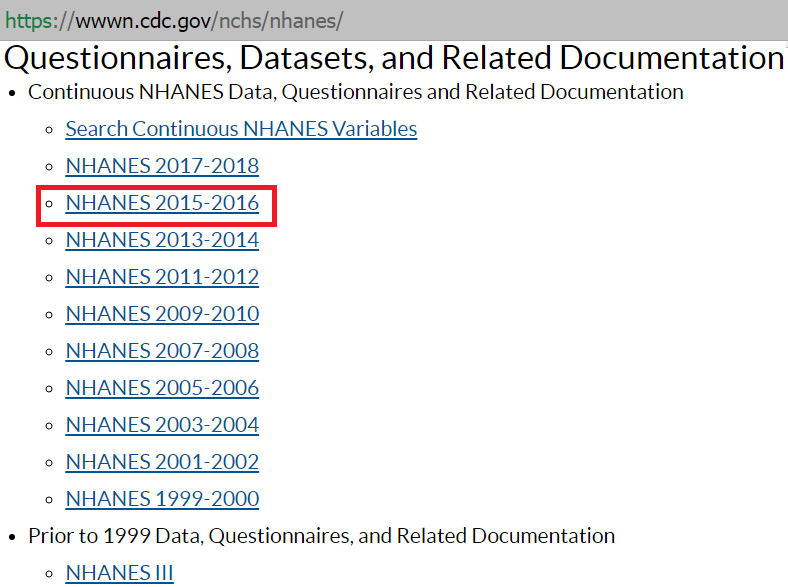 https://wwwn.cdc.gov/nchs/nhanes/
Questionnaires, Datasets, and Related Documentation
Continuous NHANES Data, Questionnaires and Related Documentation
Search Continuous NHANES Variables
NHANES 2017-2018
NHANES 2015-2016
NHANES 2013-2014
NHANES 2011-2012
NHANES 2009-2010
NHANES 2007-2008
NHANES 2005-2006
NHANES 2003-2004
NHANES 2001-2002
NHANES 1999-2000
Prior to 1999 Data, Questionnaires, and Related Documentation
NHANES III